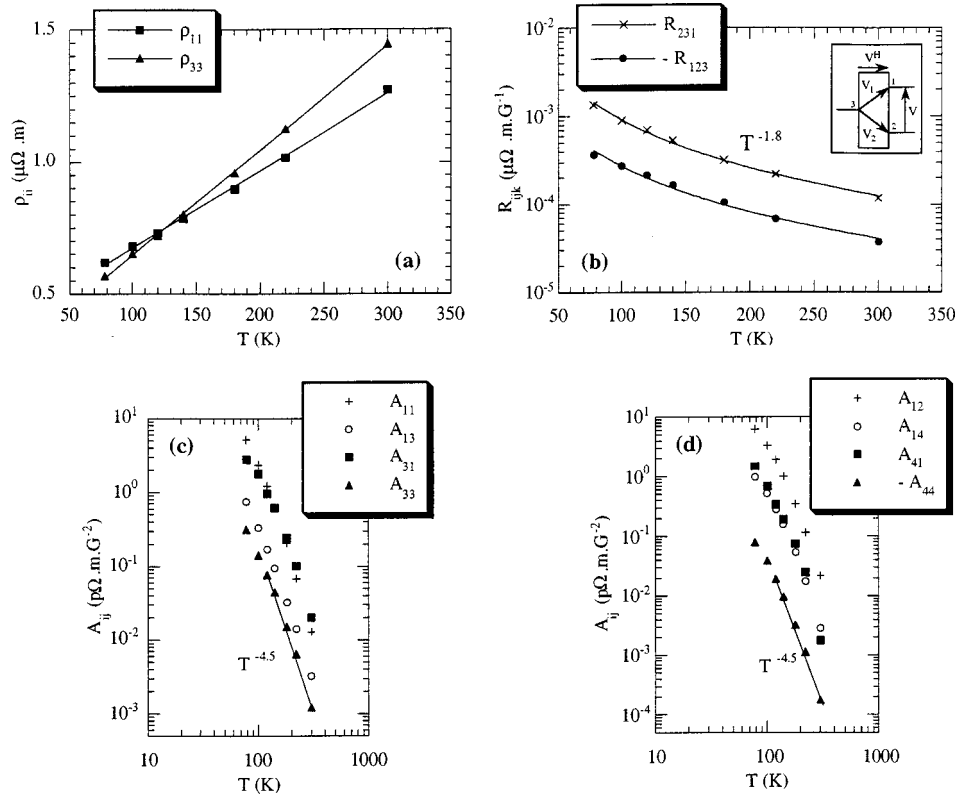 ρ11
ρ33
1.5
1.0
0.5
ρii (μΩ .m)
(a)
50 100 150 200 250 300 350
T (K)
R231
- R123
10-1
10-2
10-3
10-4
10-5
Rijk (μΩ .m.G-1)
VH
V1
1
3
V
V2
2
T-1.8
(b)
50 100 150 200 250 300 350
T (K)
A11
A13
A31
A33
(c)
101
100
10-1
10-2
10-3
Aij (pΩ .m.G-2)
T-4.5
10 100 1000
T (K)
A12
A14
A41
- A44
(d)
101
100
10-1
10-2
10-3
10-4
Aij (pΩ .m.G-2)
T-4.5
10 100 1000
T (K)